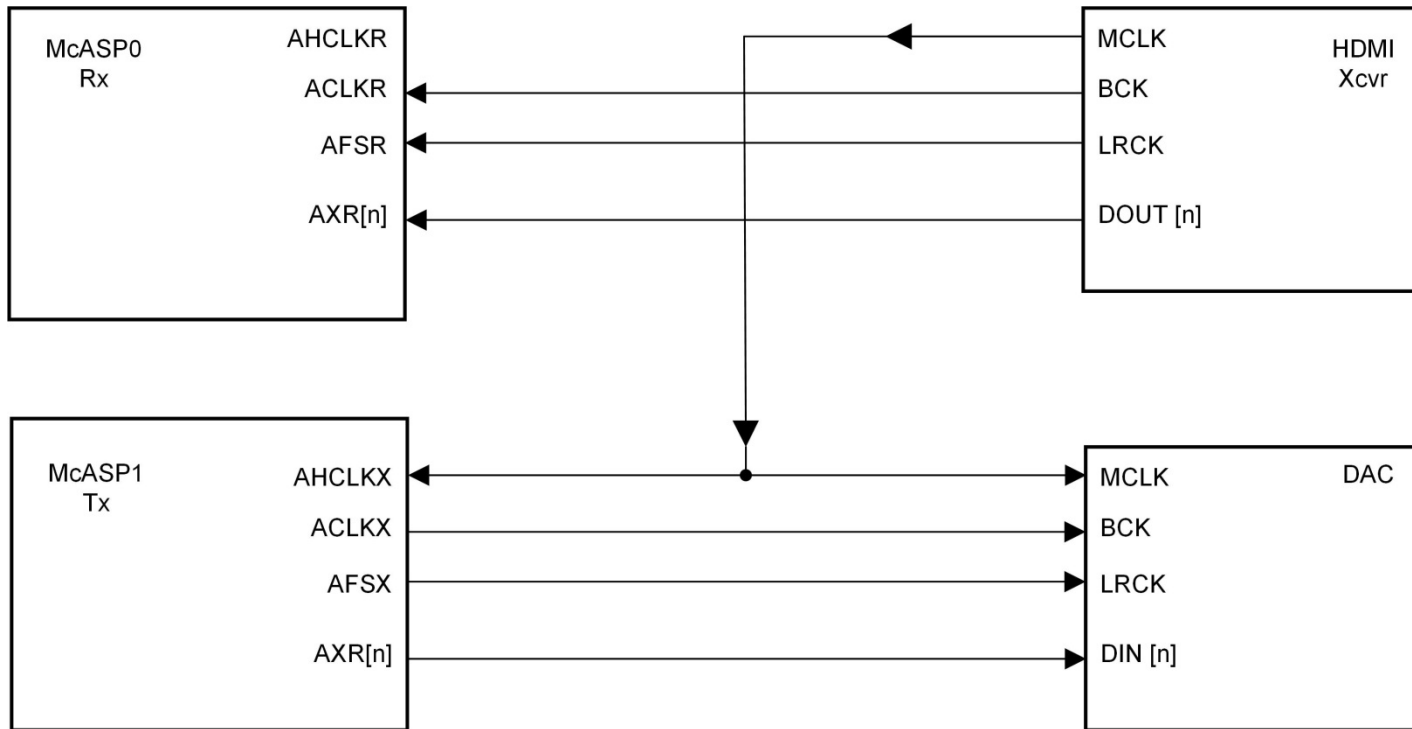 McASP0
Rx
AHCLKR
ACLKR
AFSR
AXR[n]
MCLK
BCK
LRCK
DOUT [n]
HDMI
Xcvr
McASP1
Tx
AHCLKX
ACLKX
AFSX
AXR[n]
MCLK
BCK
LRCK
DIN [n]
DAC